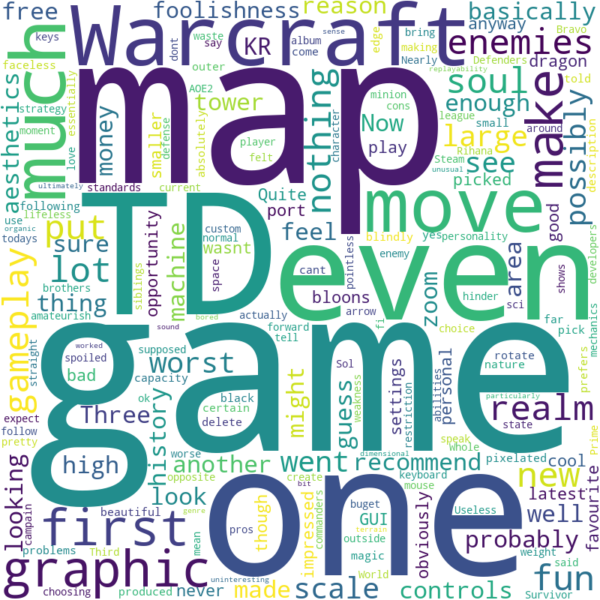 free foolishness reason basically
Warcraft
KR
anyway
enemies
dragon
much
map
aesthetics
money
tower
soul
enough
Now
play
nothing
large
make
see
picked
possibly
put
TD
even
move
sure
lot
thing
opportunity
machine
port
feel
bloons
zoom
area
gameplay
bad
worst
might
guess
settings
personal
realm
game
Three
high
history
another
went
recommend
new
look
looking
first
one
well
probably
graphic
made
scale
controls
fun
waste
keys
faceless
essentially
strategy
moment
love
ultimately
standards
following
use
todays
lifeless
organic
siblings
brothers
amateurish
straight
say
dont
album
come
outer
AOE2
smaller
defense
absolutely
player
felt
current
wasnt
custom
normal
space
cant
Quite
sense
craft
edge
making
minion
cons
character
pointless
enemy
arrow
blindly
yes
personality
bring
Nearly
replayability
Bravo
Defenders
told
league
small
around
Rihana
Steam
unusual
good
description
developers
hinder
sci
fi
shows
far
pick
mechanics
rotate
nature
prefers
choice
abilities
restriction
weakness
Sol
forward
tell
actually
supposed
capacity
ok
certain
black
delete
worked
spoiled
sound
bored
pretty
expect
follow
campain
choosing
problems
Third
produced
never
beautiful
worse
opposite
mean
genre
uninteresting
create
bit
pros
though
impressed
buget
GUI
outside
magic
World
commanders
dimensional
terrain
keyboard
mouse
obviously
speak
Whole
state
pixelated
cool
latest
favourite
Prime
particularly
Useless
weight
said
Survivor